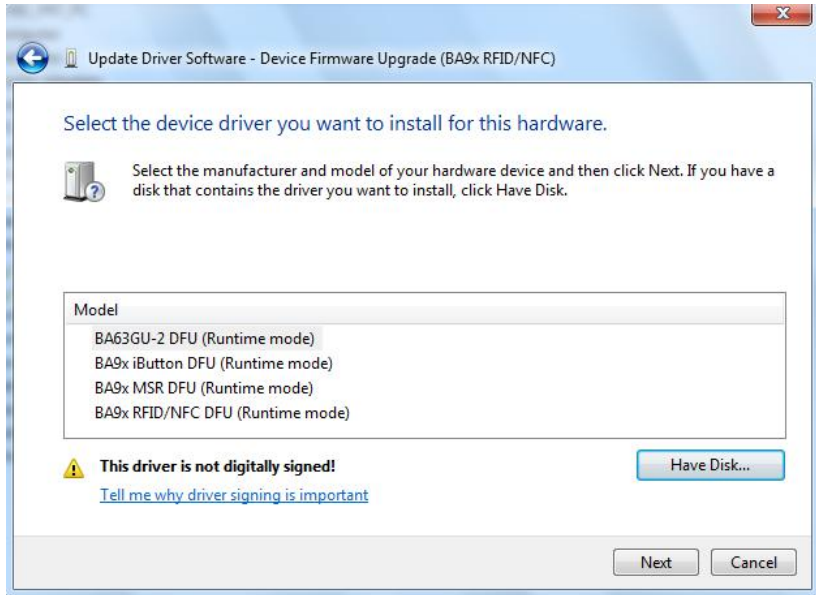 Update Driver Software - Device Firmware Upgrade (BA9x RFID/NFC)
Select the device driver you want to install for this hardware.
Select the manufacturer and model of your hardware device and then click Next. If you have a
disk that contains the driver you want to install, click Have Disk.
Model
BA63GU-2 DFU (Runtime mode)
BA9x iButton DFU (Runtime mode)
BA9x MSR DFU (Runtime mode)
BA9x RFID/NFC DFU (Runtime mode)
This driver is not digitally signed!
Have Disk...
Tell me why driver signing is important
Next
Cancel